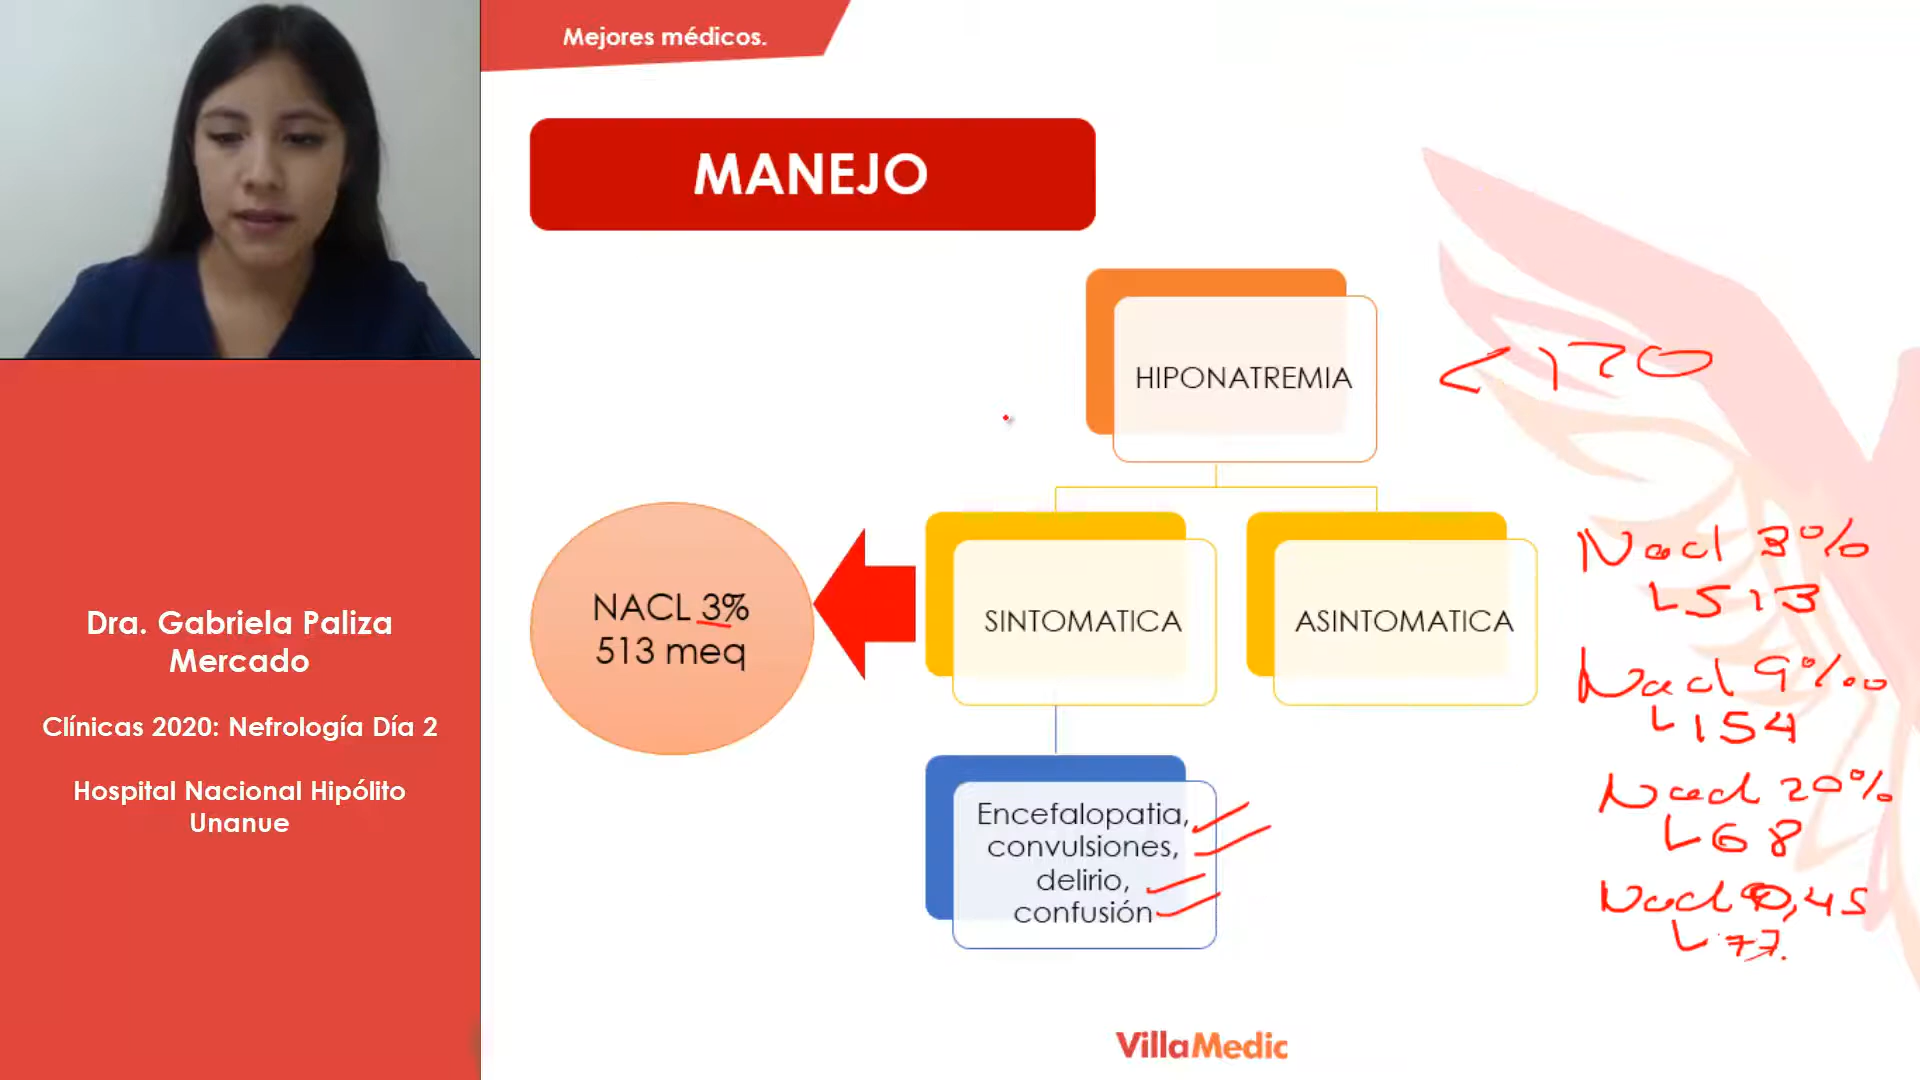 Mejores médicos.
MANEJO
HIPONATREMIA
< 120
NACL 3%
513 meq
SINTOMATICA
ASINTOMATICA
Encefalopatia,
convulsiones,
delirio,
confusión
Nacl 3%
513
Nacl 9%00
154
Nacl 20%
68
Nacl 0,45
77.
Dra. Gabriela Paliza
Mercado
Clínicas 2020: Nefrología Día 2
Hospital Nacional Hipólito
Unanue
VillaMedic